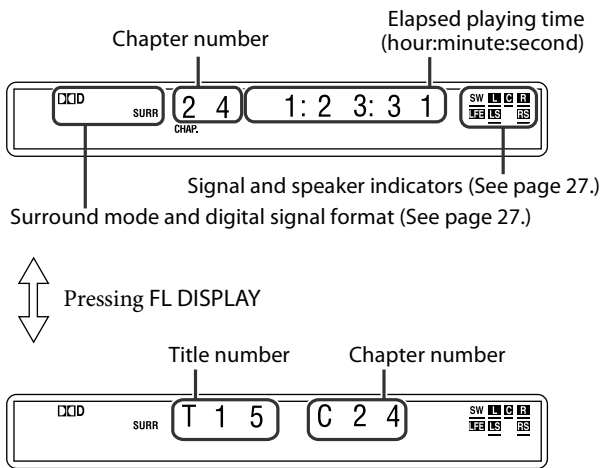 Elapsed playing time
Chapter number (hour:minute:second)
DD D SURR 2 4 1:2 3:3 1 SW L C R
CHAP. LFE LS RS
Signal and speaker indicators (See page 27.)
Surround mode and digital signal format (See page 27.)
Pressing FL DISPLAY
Title number Chapter number
DD D SURR T 1 5 C 2 4 SW L C R
LFE LS RS